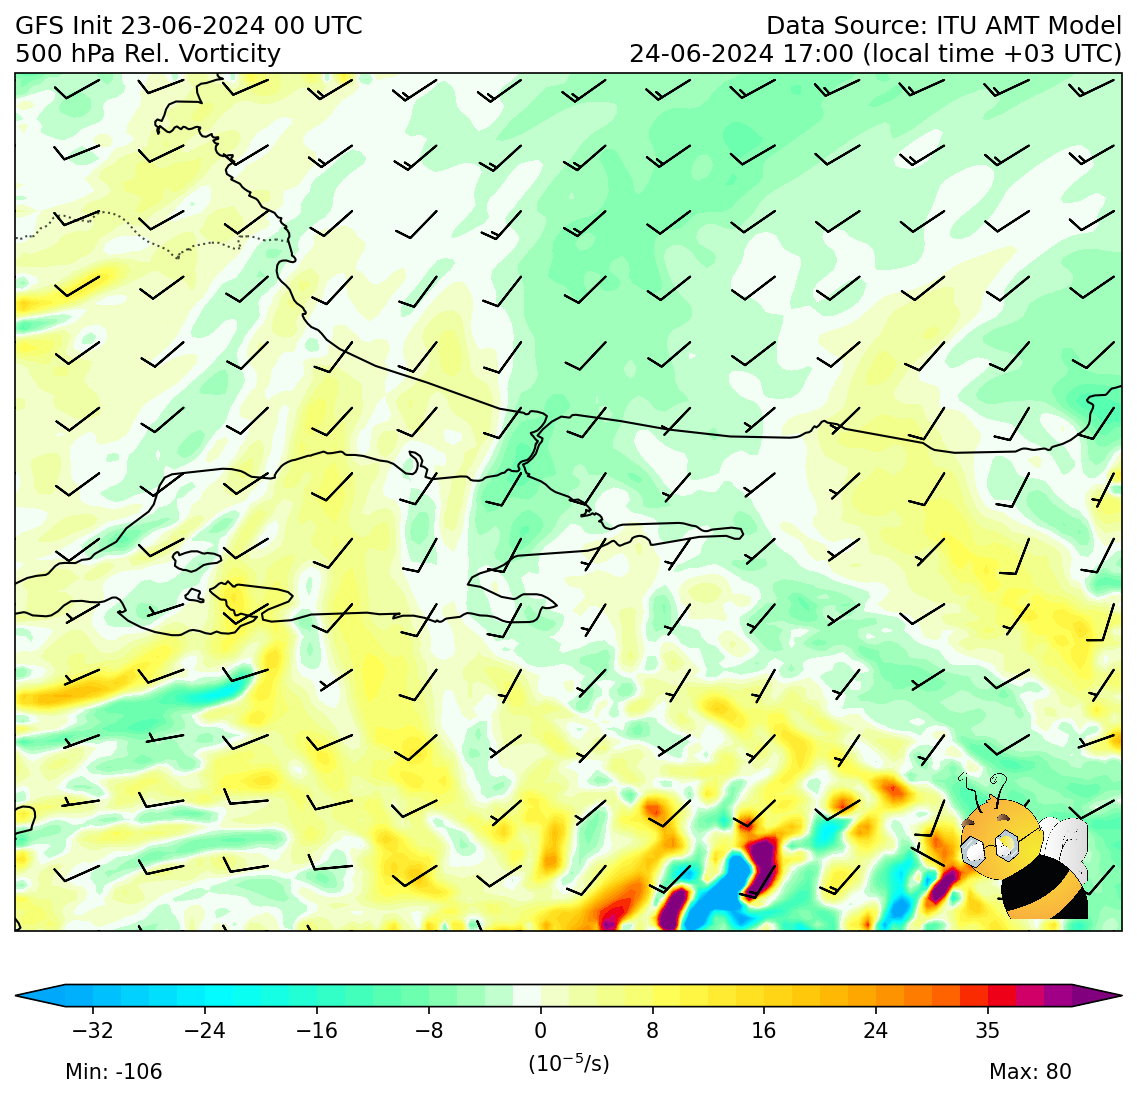 GFS Init 23-06-2024 00 UTC
Data Source: ITU AMT Model
500 hPa Rel. Vorticity
24-06-2024 17:00 (local time +03 UTC)
−32 −24 −16 −8 0 8 16 24 35
(10⁻⁵/s)
Min: -106
Max: 80